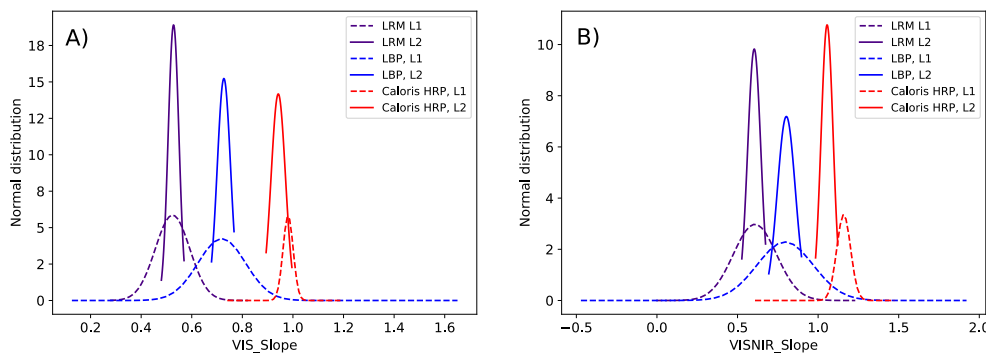 A)
LRM L1
LRM L2
LBP, L1
LBP, L2
Caloris HRP, L1
Caloris HRP, L2
Normal distribution
18
15
13
10
8
5
2
0
0.2 0.4 0.6 0.8 1.0 1.2 1.4 1.6
VIS_Slope
B)
LRM L1
LRM L2
LBP, L1
LBP, L2
Caloris HRP, L1
Caloris HRP, L2
Normal distribution
10
8
6
4
2
0
−0.5 0.0 0.5 1.0 1.5 2.0
VISNIR_Slope